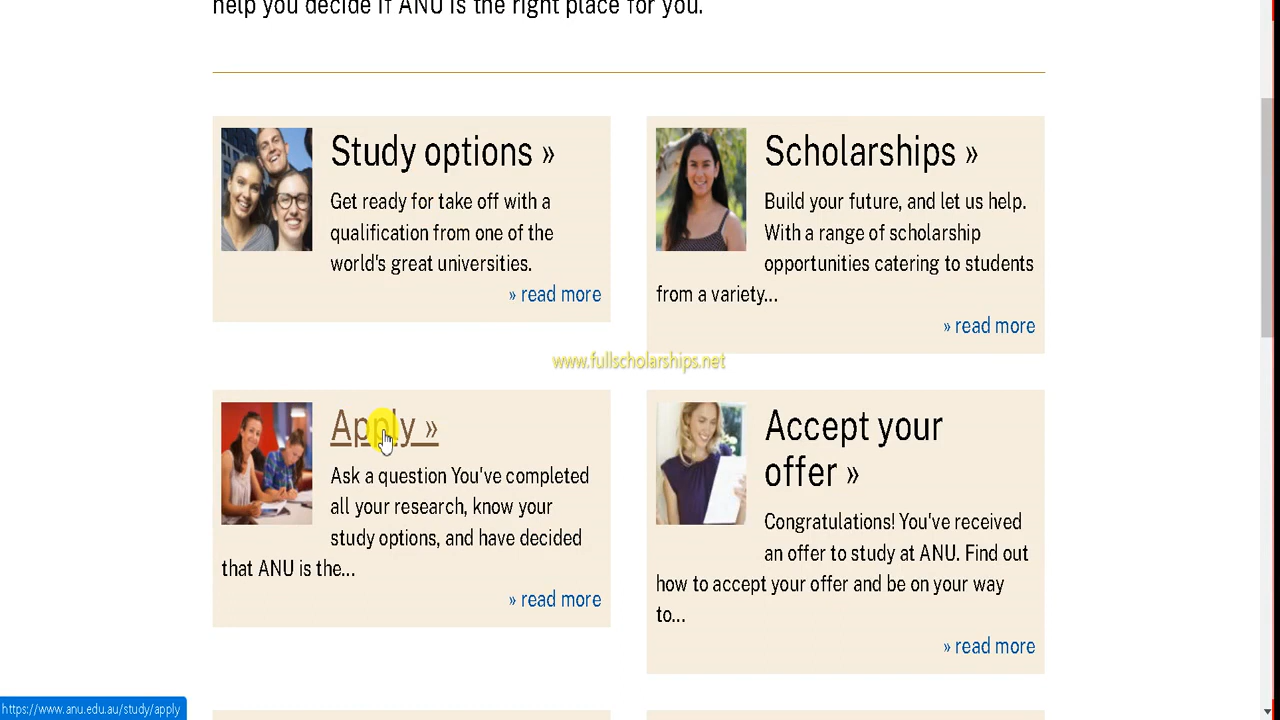 help you decide if ANU is the right place for you.
Study options »
Get ready for take off with a
qualification from one of the
world's great universities.
» read more
Scholarships »
Build your future, and let us help.
With a range of scholarship
opportunities catering to students
from a variety...
» read more
www.fullscholarships.net
Apply »
Ask a question You've completed
all your research, know your
study options, and have decided
that ANU is the...
» read more
Accept your
offer »
Congratulations! You've received
an offer to study at ANU. Find out
how to accept your offer and be on your way
to...
» read more
https://www.anu.edu.au/study/apply